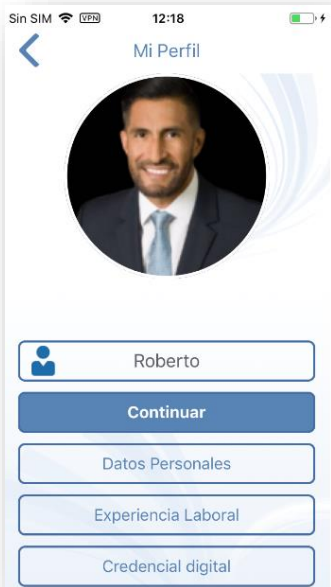 Sin SIM VPN 12:18
Mi Perfil
Roberto
Continuar
Datos Personales
Experiencia Laboral
Credencial digital